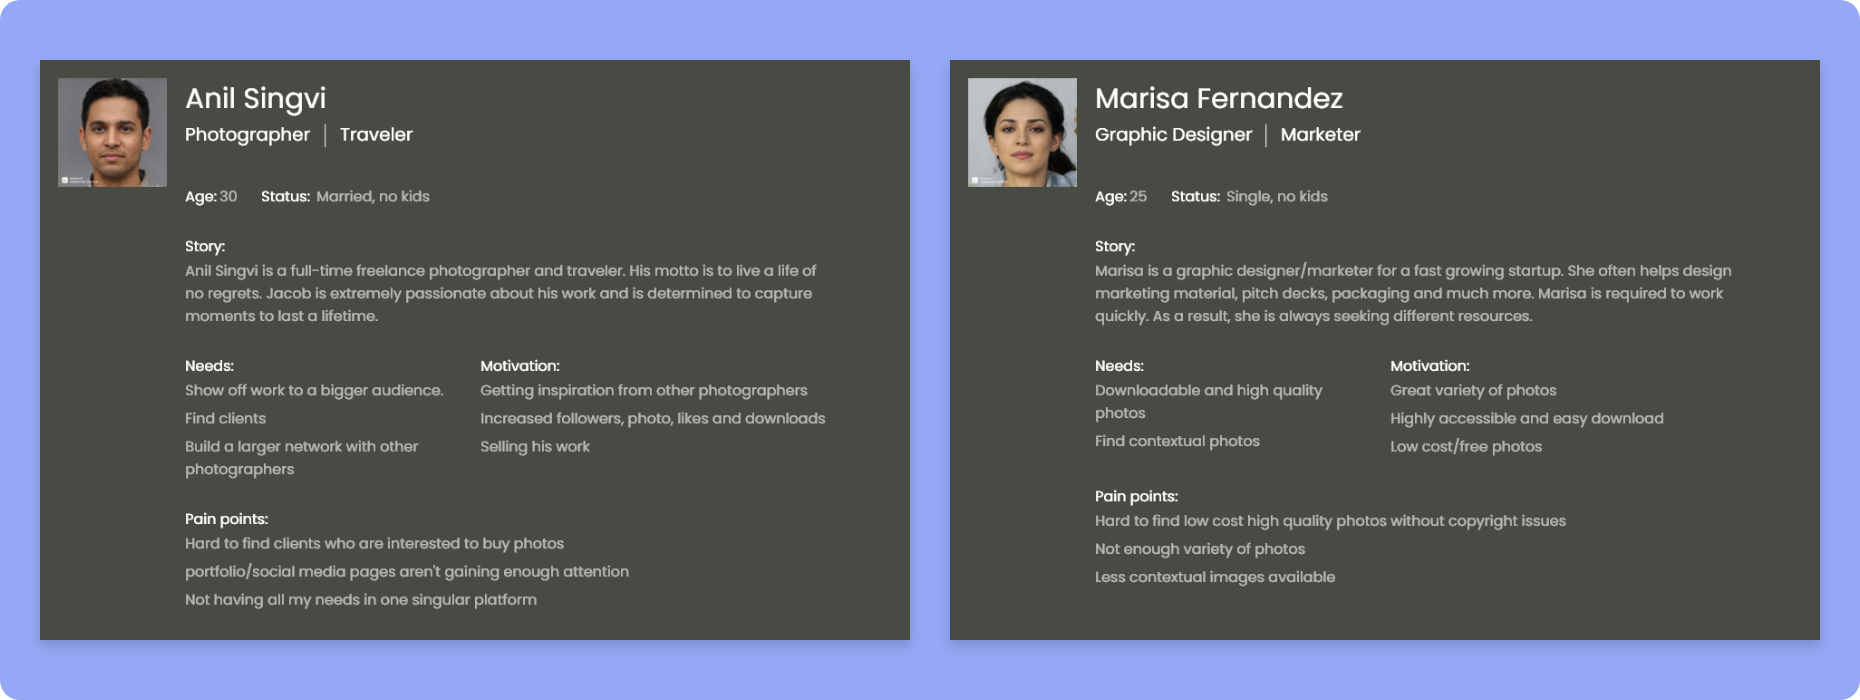 Anil Singvi
Photographer | Traveler
Age: 30 Status: Married, no kids
Story:
Anil Singvi is a full-time freelance photographer and traveler. His motto is to live a life of
no regrets. Jacob is extremely passionate about his work and is determined to capture
moments to last a lifetime.
Needs:
Show off work to a bigger audience.
Find clients
Build a larger network with other
photographers
Motivation:
Getting inspiration from other photographers
Increased followers, photo, likes and downloads
Selling his work
Pain points:
Hard to find clients who are interested to buy photos
portfolio/social media pages aren't gaining enough attention
Not having all my needs in one singular platform
Marisa Fernandez
Graphic Designer | Marketer
Age: 25 Status: Single, no kids
Story:
Marisa is a graphic designer/marketer for a fast growing startup. She often helps design
marketing material, pitch decks, packaging and much more. Marisa is required to work
quickly. As a result, she is always seeking different resources.
Needs:
Downloadable and high quality
photos
Find contextual photos
Motivation:
Great variety of photos
Highly accessible and easy download
Low cost/free photos
Pain points:
Hard to find low cost high quality photos without copyright issues
Not enough variety of photos
Less contextual images available